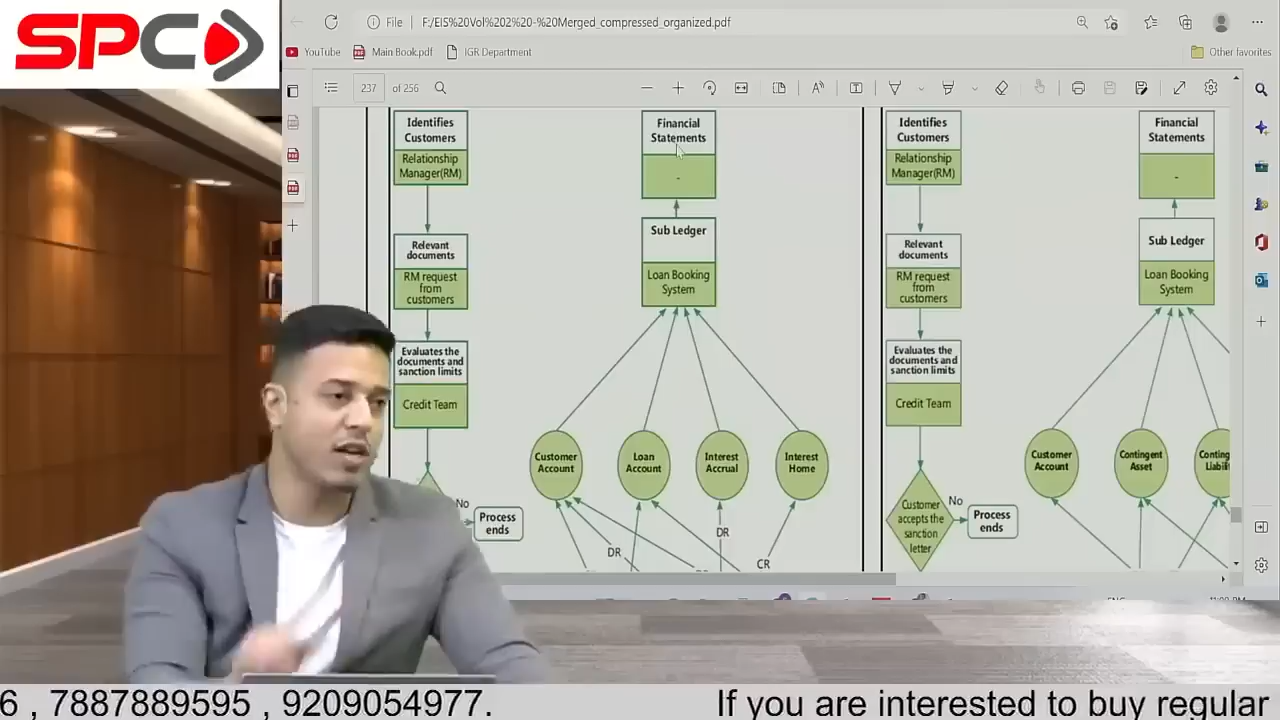 SPC
File
F:/EIS%20Vol%202%20-%20Merged_compressed_organized.pdf
YouTube
Main Book.pdf
IGR Department
Other favorites
237
of 256
Identifies
Customers
Relationship
Manager(RM)
Relevant
documents
RM request
from
customers
Evaluates the
documents and
sanction limits
Credit Team
No
Process
ends
Financial
Statements
-
Sub Ledger
Loan Booking
System
Customer
Account
Loan
Account
Interest
Accrual
Interest
Home
DR
DR
CR
Identifies
Customers
Relationship
Manager(RM)
Relevant
documents
RM request
from
customers
Evaluates the
documents and
sanction limits
Credit Team
Customer
accepts the
sanction
letter
No
Process
ends
Financial
Statements
-
Sub Ledger
Loan Booking
System
Customer
Account
Contingent
Asset
6 , 7887889595 , 9209054977.
If you are interested to buy regular